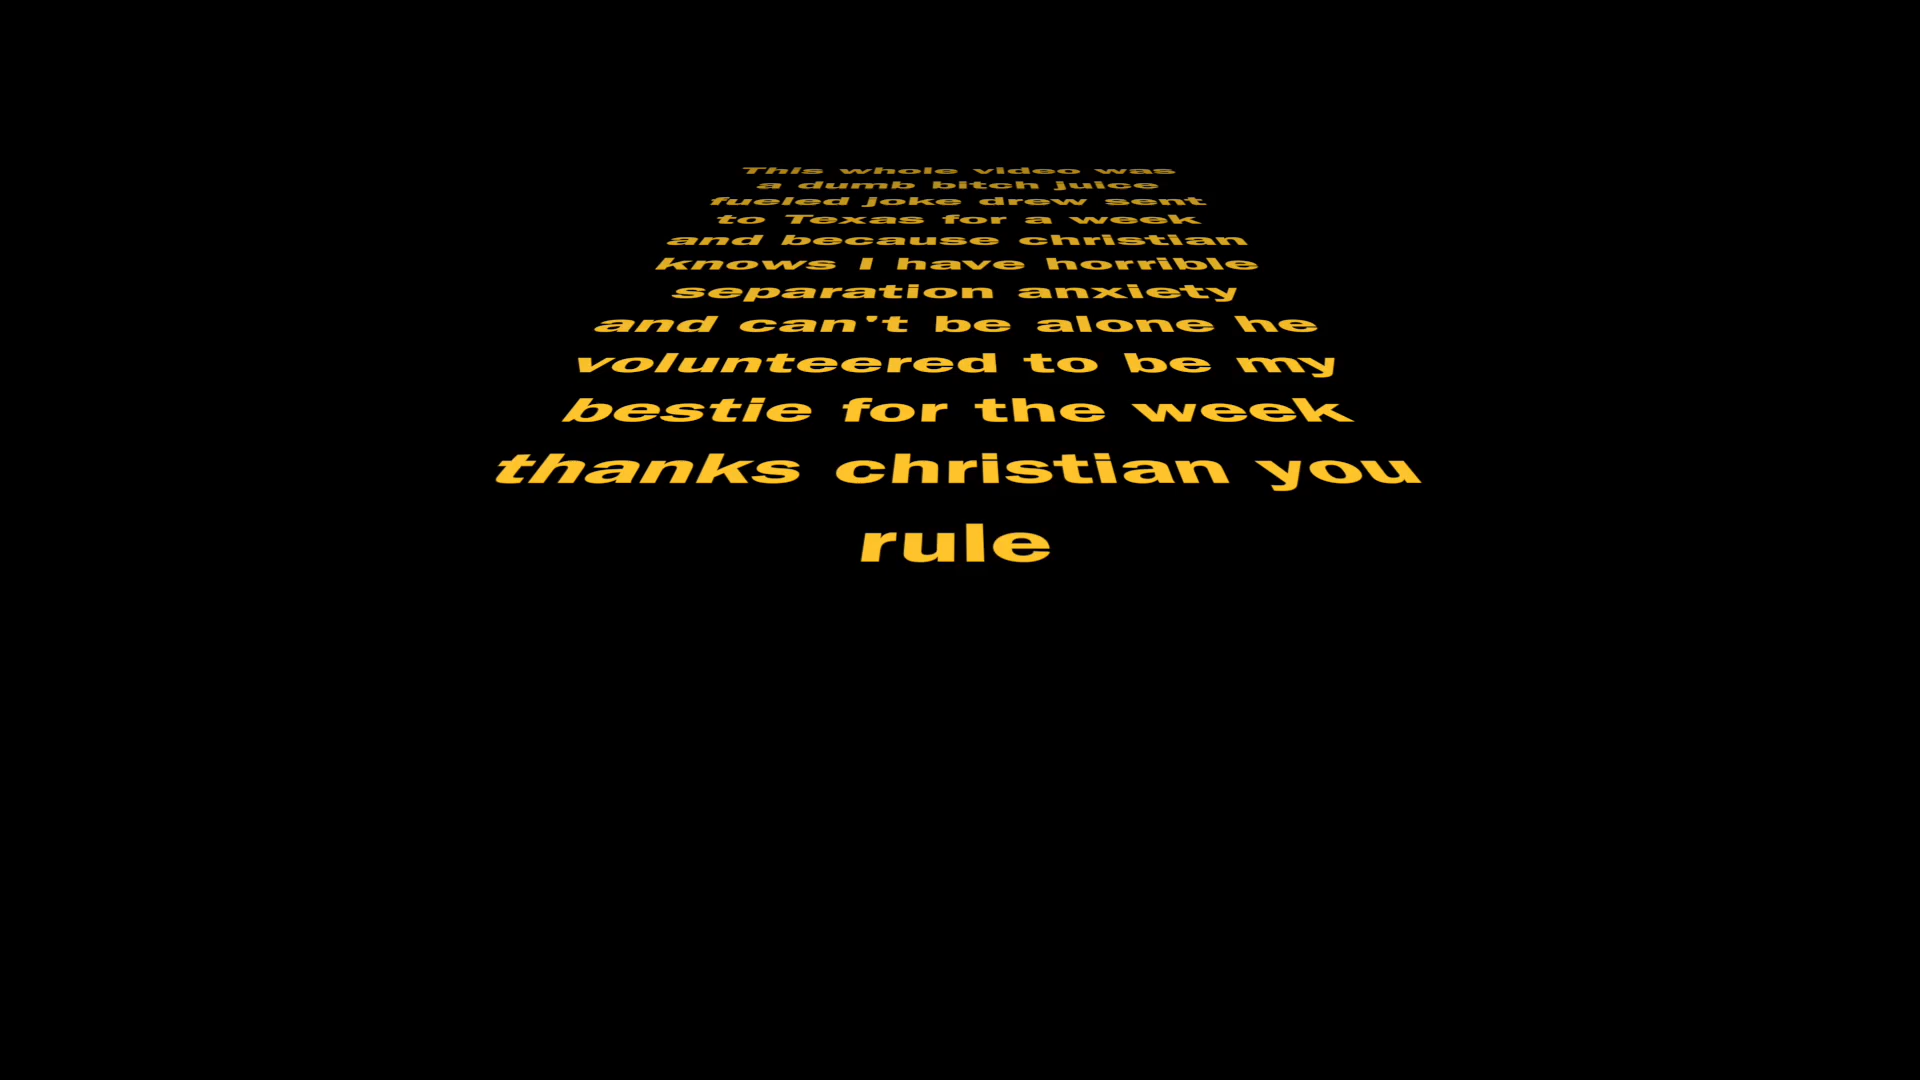 This whole video was
a dumb bitch juice
fueled joke drew sent
to Texas for a week
and because christian
knows I have horrible
separation anxiety
and can't be alone he
volunteered to be my
bestie for the week
thanks christian you
rule